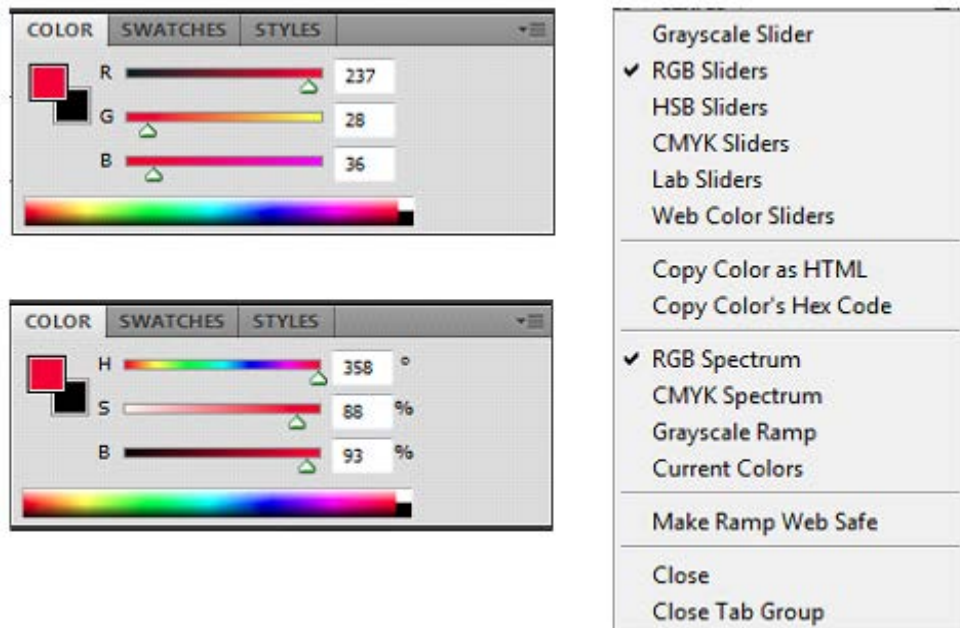 COLOR SWATCHES STYLES
R 237
G 28
B 36
COLOR SWATCHES STYLES
H 358 °
S 88 %
B 93 %
Grayscale Slider
✓ RGB Sliders
HSB Sliders
CMYK Sliders
Lab Sliders
Web Color Sliders
Copy Color as HTML
Copy Color's Hex Code
✓ RGB Spectrum
CMYK Spectrum
Grayscale Ramp
Current Colors
Make Ramp Web Safe
Close
Close Tab Group